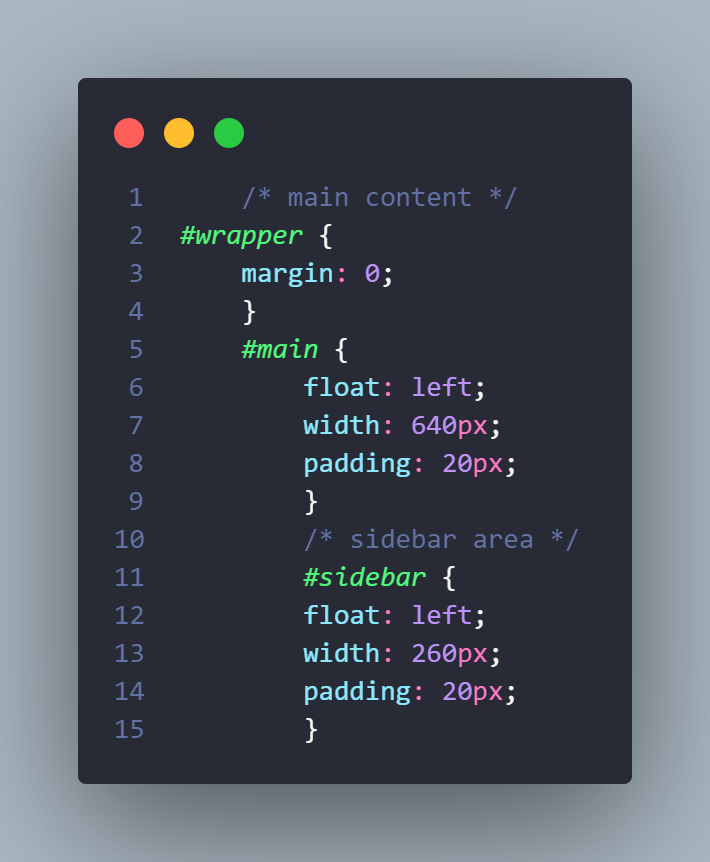 1 /* main content */
2 #wrapper {
3 margin: 0;
4 }
5 #main {
6 float: left;
7 width: 640px;
8 padding: 20px;
9 }
10 /* sidebar area */
11 #sidebar {
12 float: left;
13 width: 260px;
14 padding: 20px;
15 }